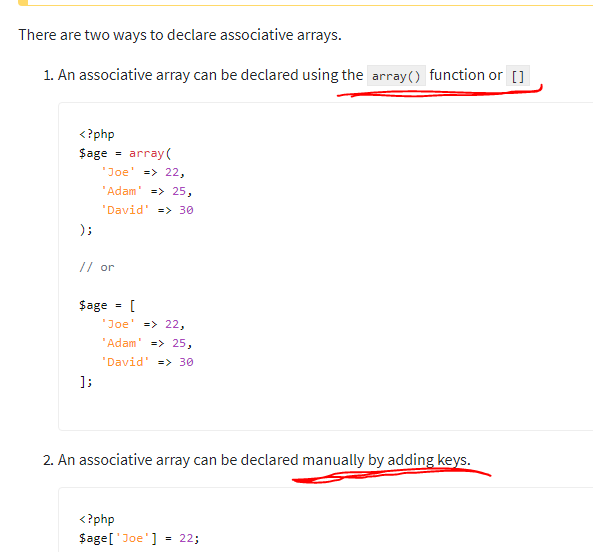 There are two ways to declare associative arrays.
1. An associative array can be declared using the array() function or []
<?php
$age = array(
'Joe' => 22,
'Adam' => 25,
'David' => 30
);
// or
$age = [
'Joe' => 22,
'Adam' => 25,
'David' => 30
];
2. An associative array can be declared manually by adding keys.
<?php
$age['Joe'] = 22;